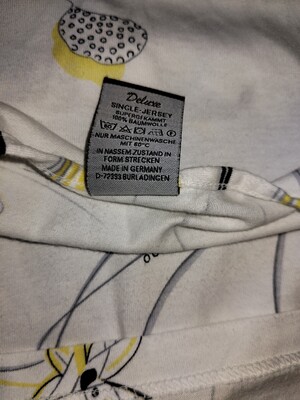 Deluxe
SINGLE-JERSEY
SUPERGEKÄMMT
100% BAUMWOLLE
NUR MASCHINENWÄSCHE
MIT 60°C
IN NASSEM ZUSTAND IN
FORM STRECKEN
MADE IN GERMANY
D-72393 BURLADINGEN